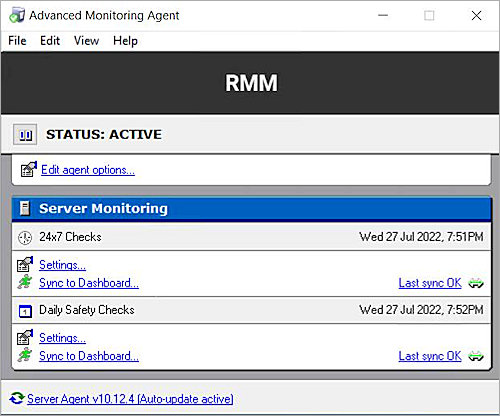 Advanced Monitoring Agent
File Edit View Help
RMM
STATUS: ACTIVE
Edit agent options...
Server Monitoring
24x7 Checks Wed 27 Jul 2022, 7:51PM
Settings...
Sync to Dashboard... Last sync OK
Daily Safety Checks Wed 27 Jul 2022, 7:52PM
Settings...
Sync to Dashboard... Last sync OK
Server Agent v10.12.4 (Auto-update active)